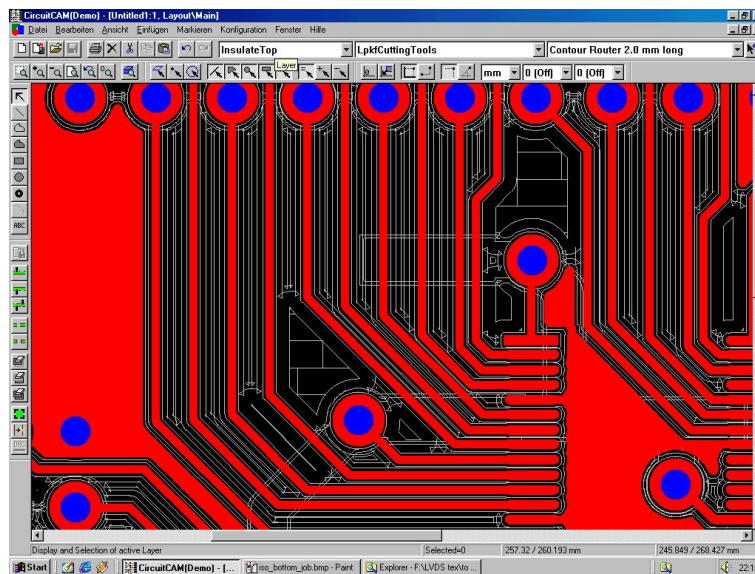 CircuitCAM(Demo) - [Untitled1:1, Layout\Main]
Datei Bearbeiten Ansicht Einfügen Markieren Konfiguration Fenster Hilfe
InsulateTop LpkfCuttingTools Contour Router 2.0 mm long
Layer
mm 0 (Off) 0 (Off)
ABC
DRC
Display and Selection of active Layer Selected=0 257.32 / 260.193 mm 245.849 / 268.427 mm
Start CircuitCAM(Demo) - [... iso_bottom_job.bmp - Paint Explorer - F:\LVDS tex\to ...